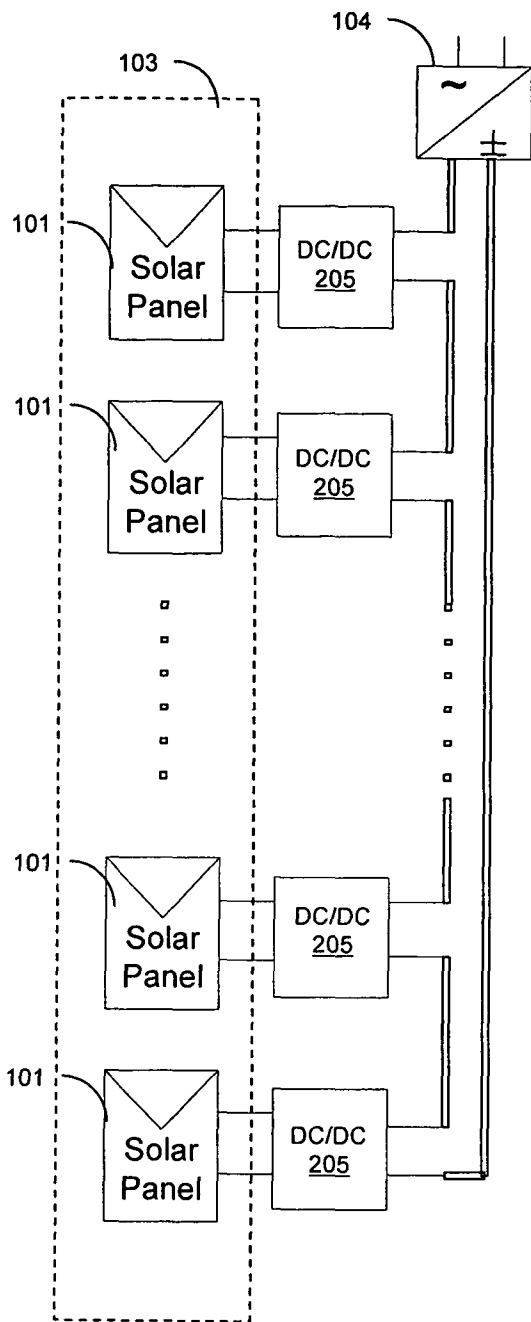 104
103
~
101
Solar
Panel
DC/DC
205
101
Solar
Panel
DC/DC
205
101
Solar
Panel
DC/DC
205
101
Solar
Panel
DC/DC
205